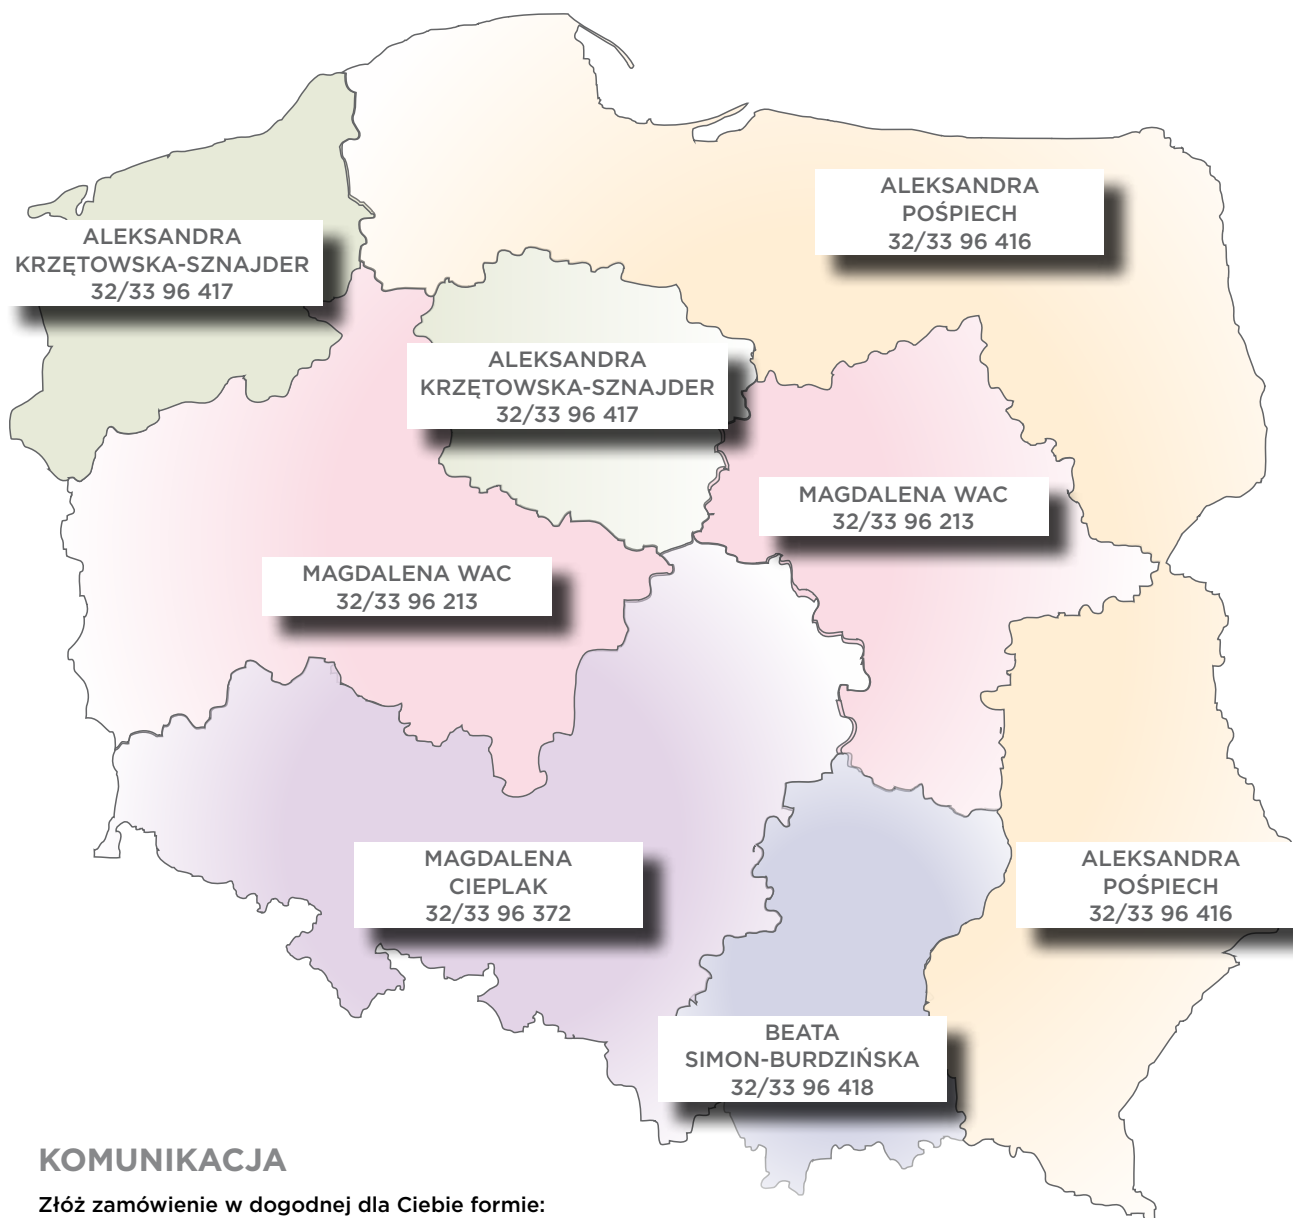 ALEKSANDRA
POŚPIECH
32/33 96 416
ALEKSANDRA
KRZĘTOWSKA-SZNAJDER
32/33 96 417
ALEKSANDRA
KRZĘTOWSKA-SZNAJDER
32/33 96 417
MAGDALENA WAC
32/33 96 213
MAGDALENA WAC
32/33 96 213
MAGDALENA
CIEPLAK
32/33 96 372
ALEKSANDRA
POŚPIECH
32/33 96 416
BEATA
SIMON-BURDZIŃSKA
32/33 96 418
KOMUNIKACJA
Złóż zamówienie w dogodnej dla Ciebie formie: